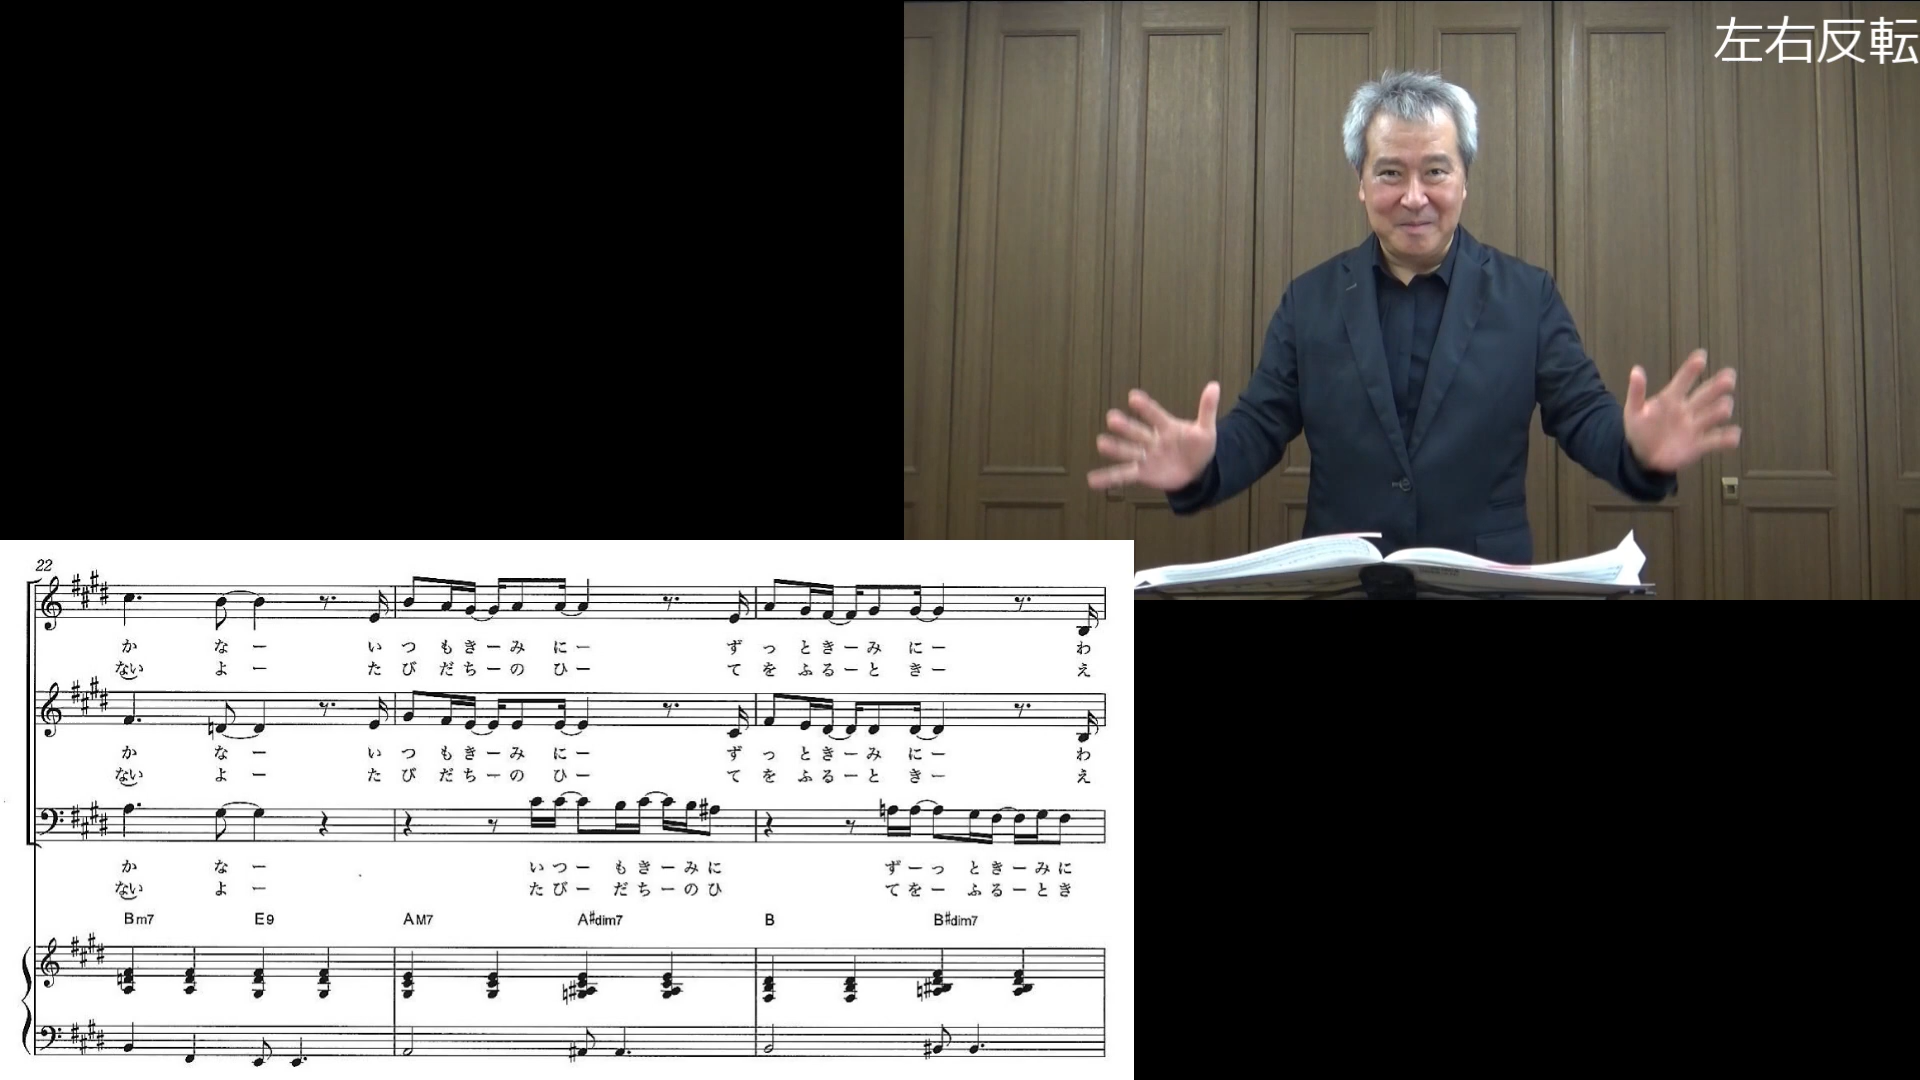 左右反転
22
か なー いつもきーみにー ずっときーみにー わ
ない よー たびだちーのひー てをふるーときー え
か なー いつもきーみにー ずっときーみにー わ
ない よー たびだちーのひー てをふるーときー え
か なー いつーもきーみに ずーっときーみに
ない よー たびーだちーのひ てをーふるーとき
Bm7 E9 AM7 A#dim7 B B#dim7